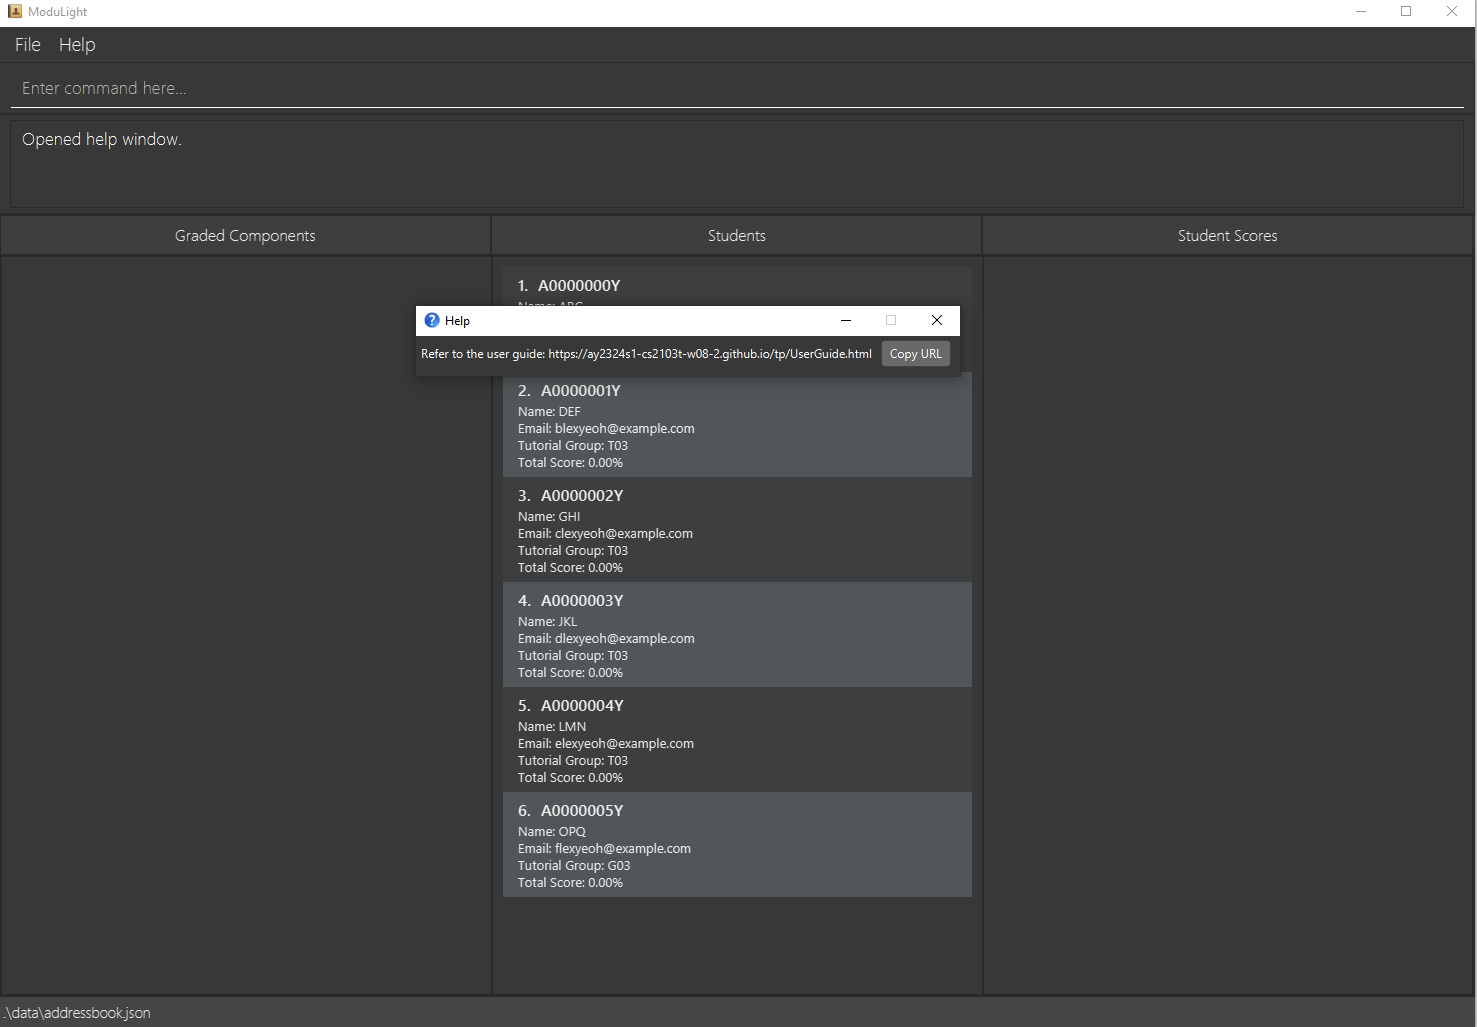 ModuLight
File Help
Enter command here...
Opened help window.
Graded Components Students Student Scores
1. A0000000Y
Help
Refer to the user guide: https://ay2324s1-cs2103t-w08-2.github.io/tp/UserGuide.html Copy URL
2. A0000001Y
Name: DEF
Email: blexyeoh@example.com
Tutorial Group: T03
Total Score: 0.00%
3. A0000002Y
Name: GHI
Email: clexyeoh@example.com
Tutorial Group: T03
Total Score: 0.00%
4. A0000003Y
Name: JKL
Email: dlexyeoh@example.com
Tutorial Group: T03
Total Score: 0.00%
5. A0000004Y
Name: LMN
Email: elexyeoh@example.com
Tutorial Group: T03
Total Score: 0.00%
6. A0000005Y
Name: OPQ
Email: flexyeoh@example.com
Tutorial Group: G03
Total Score: 0.00%
.\data\addressbook.json